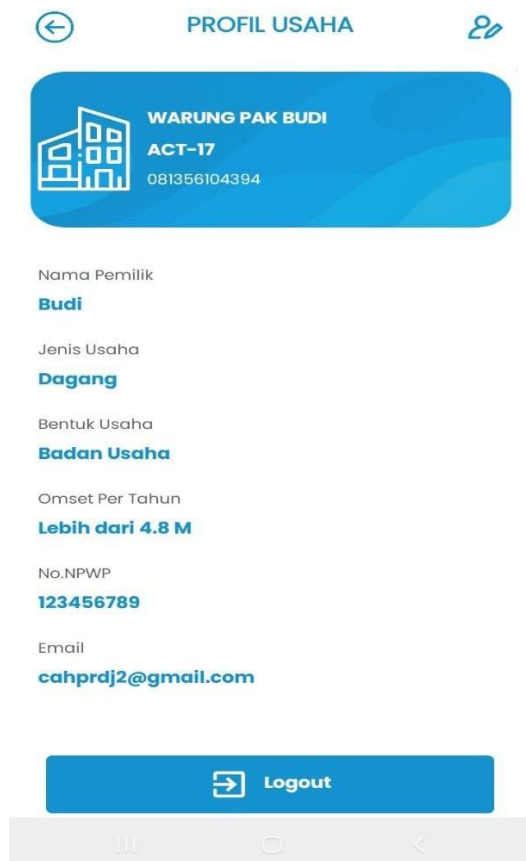 PROFIL USAHA
WARUNG PAK BUDI
ACT-17
081356104394
Nama Pemilik
Budi
Jenis Usaha
Dagang
Bentuk Usaha
Badan Usaha
Omset Per Tahun
Lebih dari 4.8 M
No.NPWP
123456789
Email
cahprdj2@gmail.com
Logout